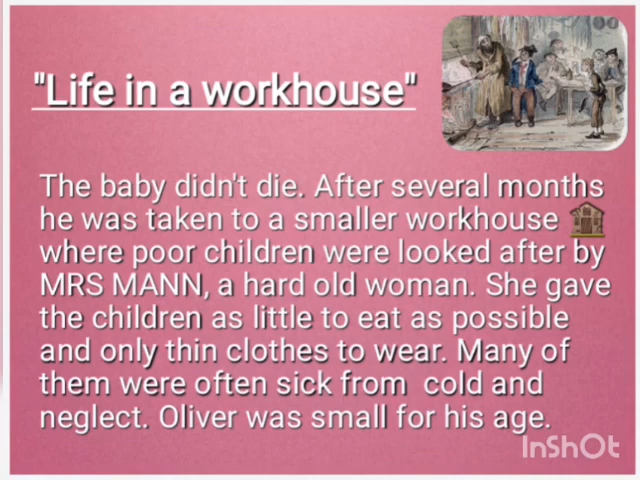 "Life in a workhouse"
The baby didn't die. After several months
he was taken to a smaller workhouse
where poor children were looked after by
MRS MANN, a hard old woman. She gave
the children as little to eat as possible
and only thin clothes to wear. Many of
them were often sick from cold and
neglect. Oliver was small for his age.
InShOt